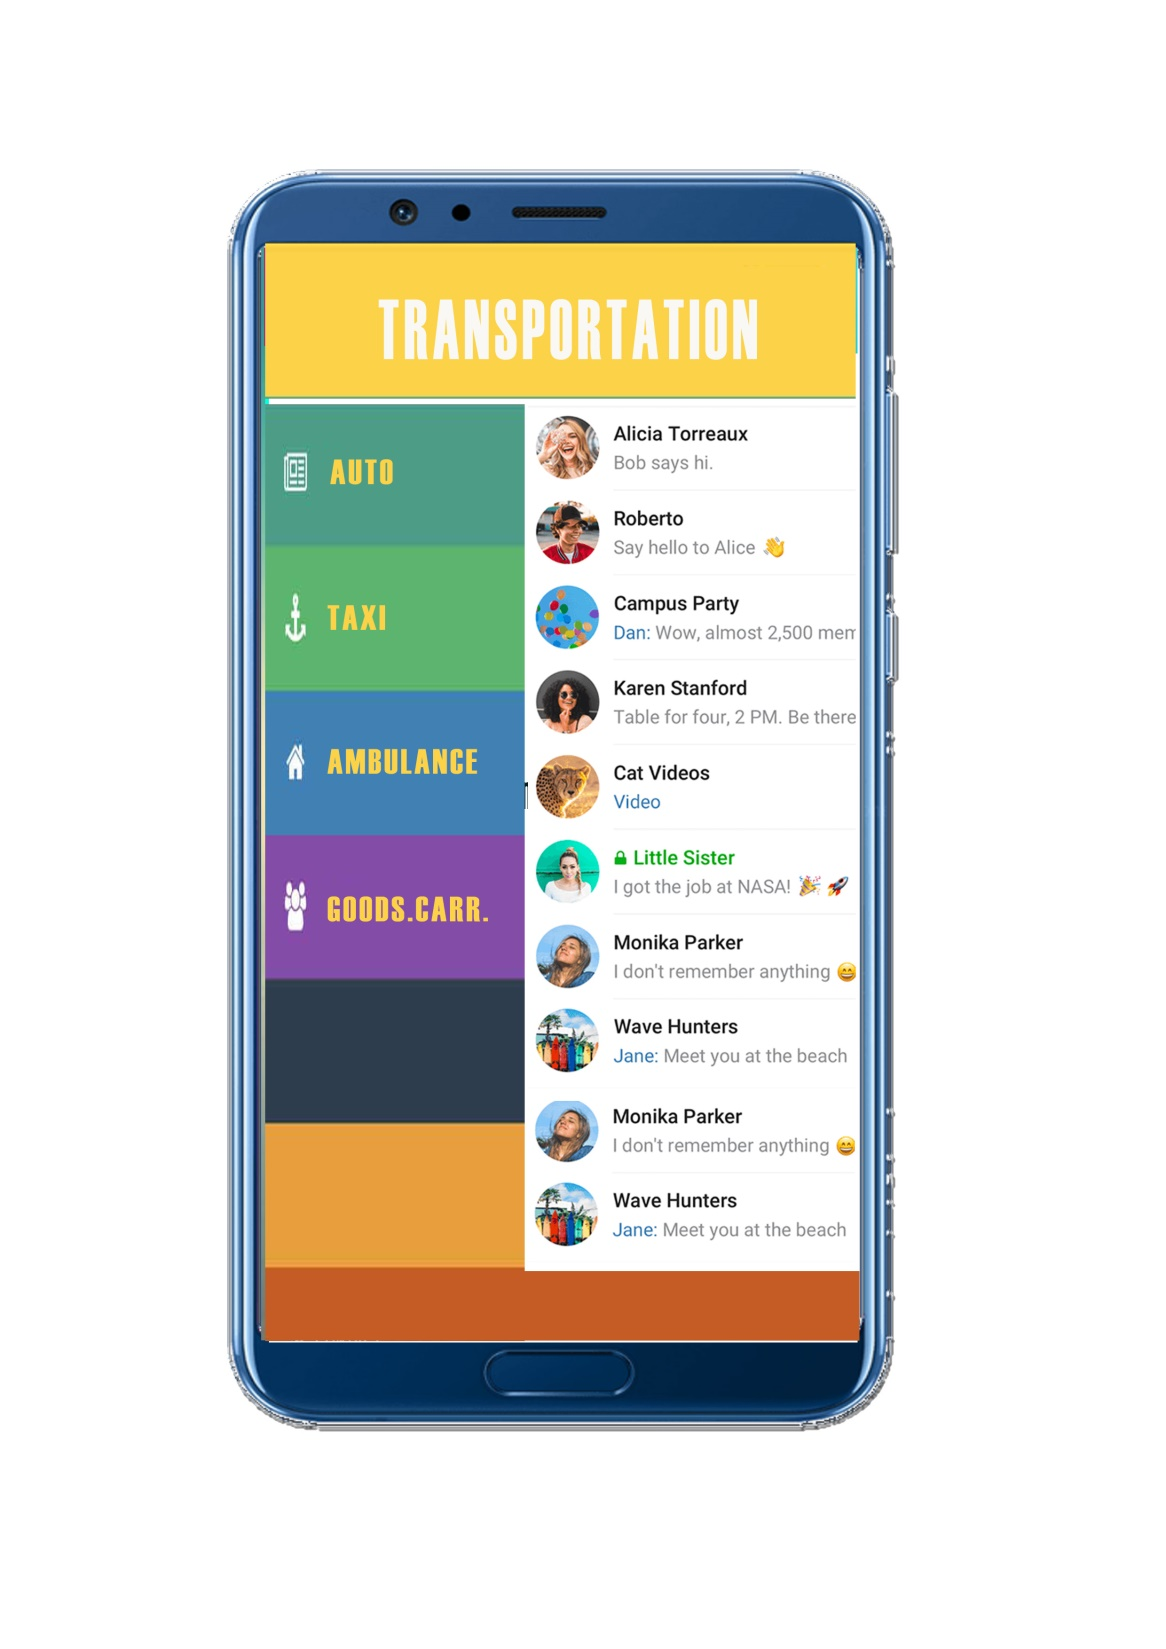 TRANSPORTATION
AUTO
TAXI
AMBULANCE
GOODS.CARR.
Alicia Torreaux
Bob says hi.
Roberto
Say hello to Alice 👋
Campus Party
Dan: Wow, almost 2,500 mem
Karen Stanford
Table for four, 2 PM. Be there
Cat Videos
Video
Little Sister
I got the job at NASA! 🎉 🚀
Monika Parker
I don't remember anything 😄
Wave Hunters
Jane: Meet you at the beach
Monika Parker
I don't remember anything 😄
Wave Hunters
Jane: Meet you at the beach